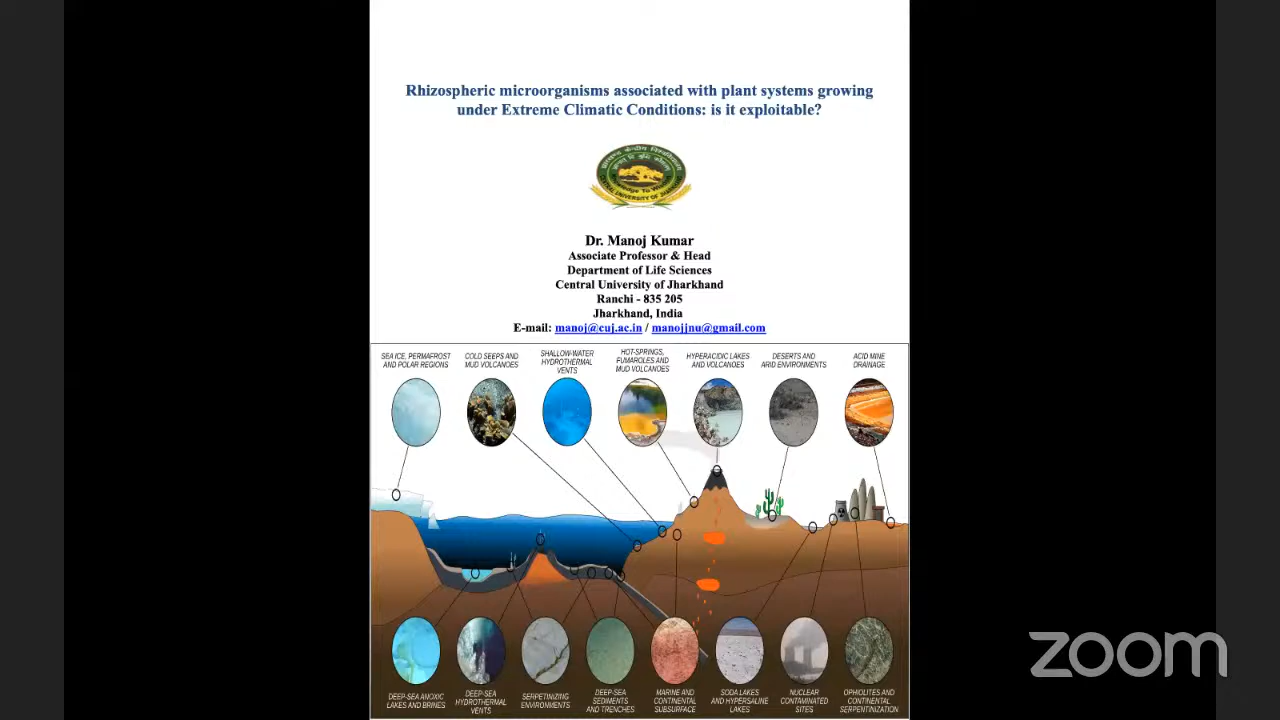 Rhizospheric microorganisms associated with plant systems growing
under Extreme Climatic Conditions: is it exploitable?
Dr. Manoj Kumar
Associate Professor & Head
Department of Life Sciences
Central University of Jharkhand
Ranchi - 835 205
Jharkhand, India
E-mail: manoj@cuj.ac.in / manojjnu@gmail.com
SEA ICE, PERMAFROST
AND POLAR REGIONS
COLD SEEPS AND
MUD VOLCANOES
SHALLOW-WATER
HYDROTHERMAL
VENTS
HOT-SPRINGS,
FUMAROLES AND
MUD VOLCANOES
HYPERACIDIC LAKES
AND VOLCANOES
DESERTS AND
ARID ENVIRONMENTS
ACID MINE
DRAINAGE
DEEP-SEA ANOXIC
LAKES AND BRINES
DEEP-SEA
HYDROTHERMAL
VENTS
SERPETINIZING
ENVIRONMENTS
DEEP-SEA
SEDIMENTS
AND TRENCHES
MARINE AND
CONTINENTAL
SUBSURFACE
SODA LAKES
AND HYPERSALINE
LAKES
NUCLEAR
CONTAMINATED
SITES
OPHIOLITES AND
CONTINENTAL
SERPENTINIZATION
zoom